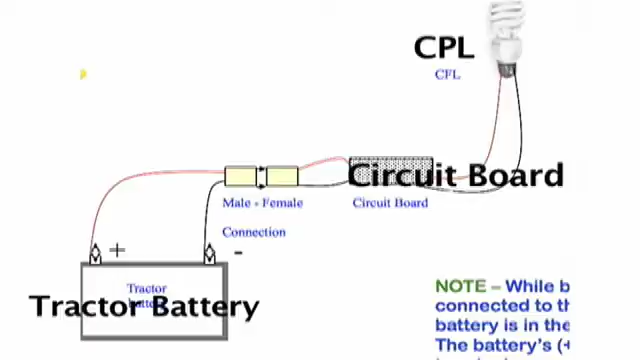 CPL
CFL
Circuit Board
Male - Female
Circuit Board
Connection
+
-
Tractor
Tractor Battery
NOTE – While b
connected to th
battery is in the
The battery's (+